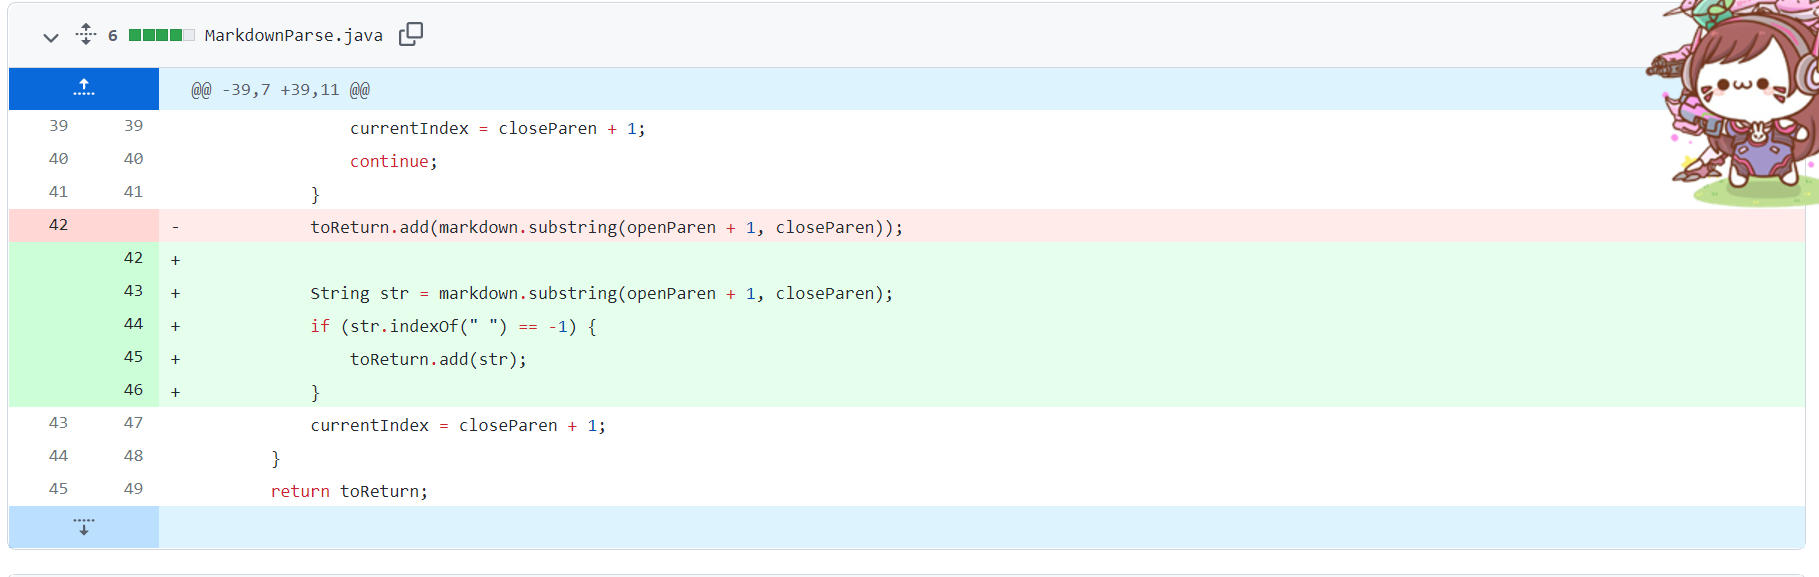 6 MarkdownParse.java
@@ -39,7 +39,11 @@
39 39 currentIndex = closeParen + 1;
40 40 continue;
41 41 }
42 - toReturn.add(markdown.substring(openParen + 1, closeParen));
42 +
43 + String str = markdown.substring(openParen + 1, closeParen);
44 + if (str.indexOf(" ") == -1) {
45 + toReturn.add(str);
46 + }
43 47 currentIndex = closeParen + 1;
44 48 }
45 49 return toReturn;